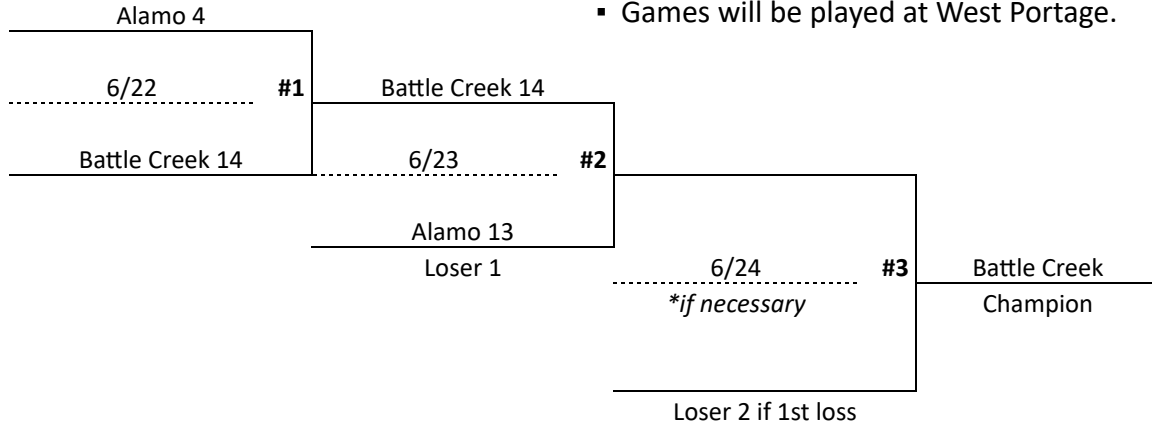 Alamo 4
▪ Games will be played at West Portage.
6/22 #1 Battle Creek 14
Battle Creek 14 6/23 #2
Alamo 13
Loser 1 6/24 #3 Battle Creek
*if necessary Champion
Loser 2 if 1st loss